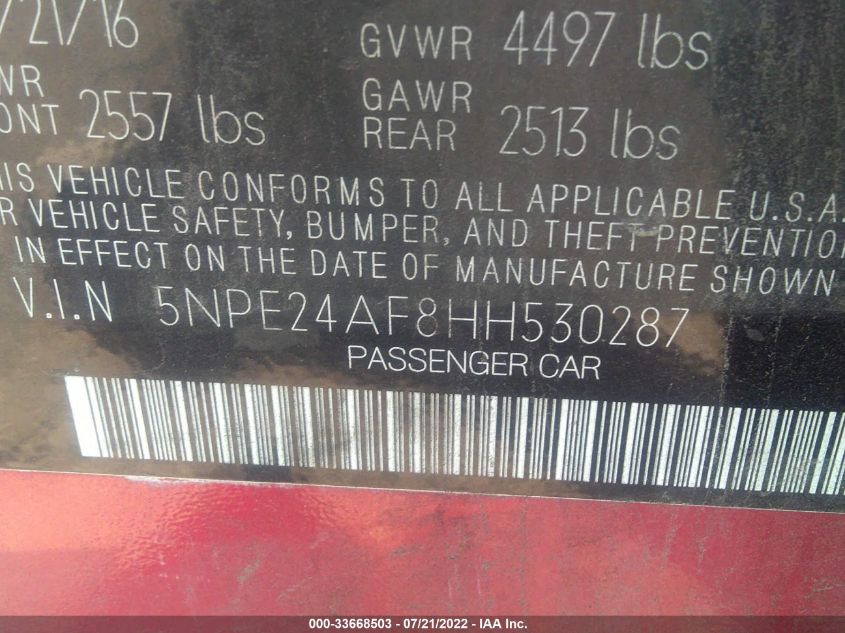 /21/16 GVWR 4497 lbs
WR GAWR
ONT 2557 lbs REAR 2513 lbs
HIS VEHICLE CONFORMS TO ALL APPLICABLE U.S.A.
R VEHICLE SAFETY, BUMPER, AND THEFT PREVENTION
IN EFFECT ON THE DATE OF MANUFACTURE SHOWN
V.I.N 5NPE24AF8HH530287
PASSENGER CAR
000-33668503 - 07/21/2022 - IAA Inc.